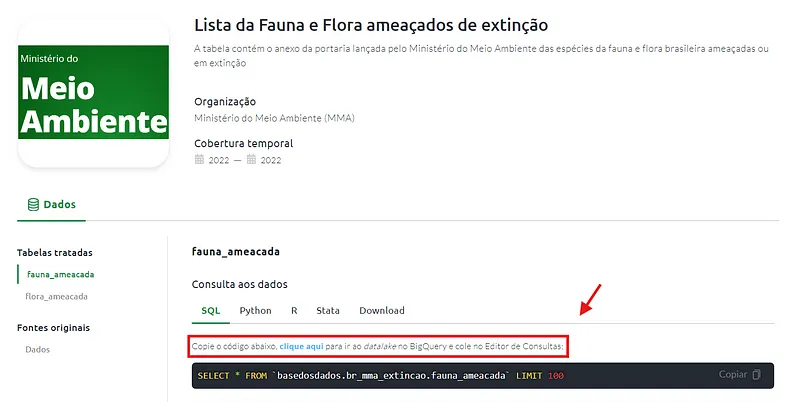 Ministério do
Meio
Ambiente
Lista da Fauna e Flora ameaçados de extinção
A tabela contém o anexo da portaria lançada pelo Ministério do Meio Ambiente das espécies da fauna e flora brasileira ameaçadas ou
em extinção
Organização
Ministério do Meio Ambiente (MMA)
Cobertura temporal
2022 — 2022
Dados
Tabelas tratadas
fauna_ameacada
flora_ameacada
Fontes originais
Dados
fauna_ameacada
Consulta aos dados
SQL Python R Stata Download
Copie o código abaixo, clique aqui para ir ao datalake no BigQuery e cole no Editor de Consultas:
SELECT * FROM `basedosdados.br_mma_extincao.fauna_ameacada` LIMIT 100
Copiar